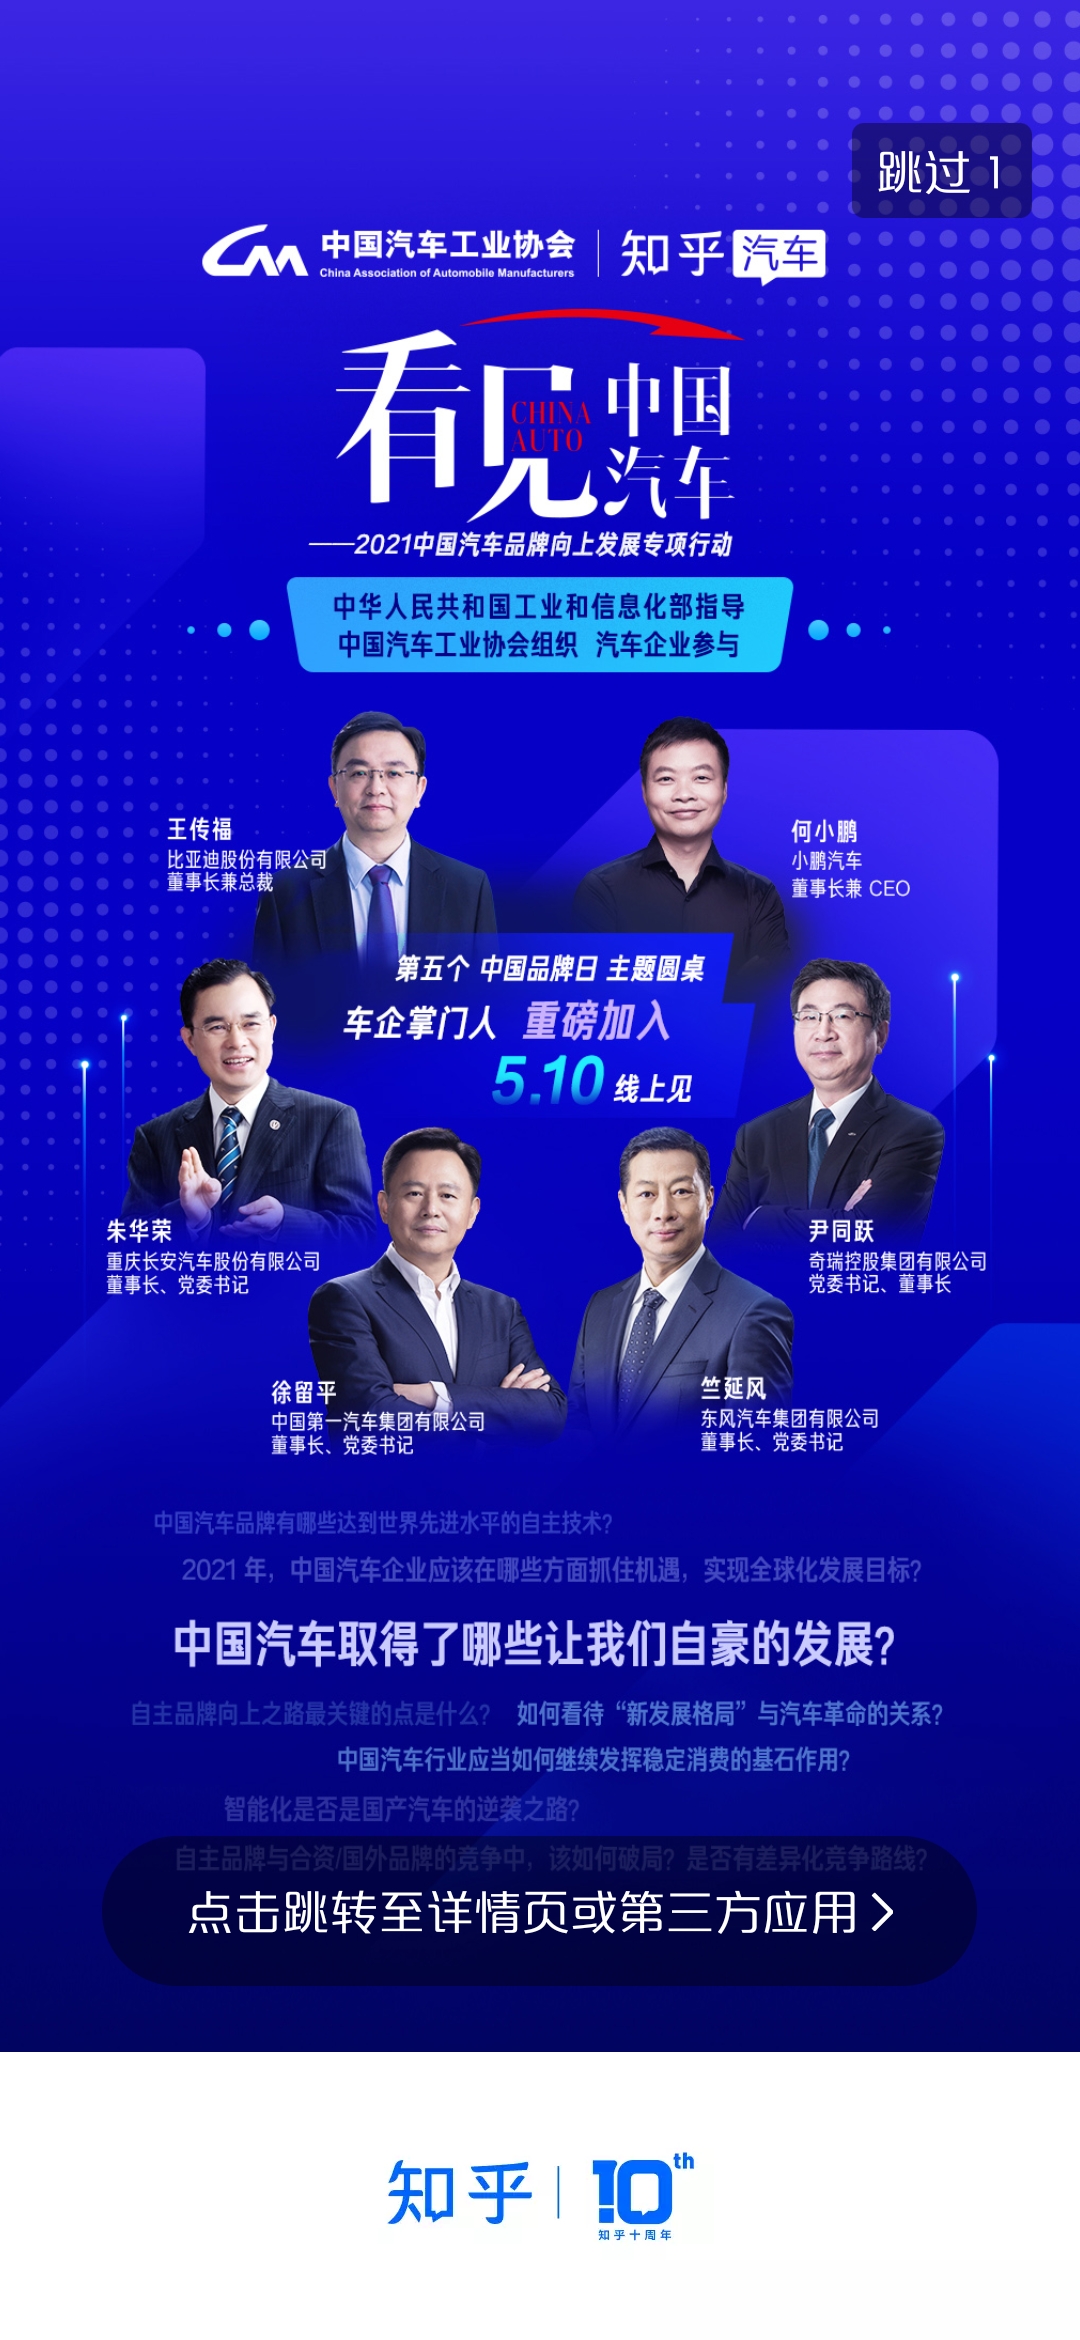 跳过 1
中国汽车工业协会
China Association of Automobile Manufacturers
知乎 汽车
看见 中国汽车
CHINA
AUTO
——2021中国汽车品牌向上发展专项行动
中华人民共和国工业和信息化部指导
中国汽车工业协会组织 汽车企业参与
王传福
比亚迪股份有限公司
董事长兼总裁
何小鹏
小鹏汽车
董事长兼 CEO
第五个 中国品牌日 主题圆桌
车企掌门人 重磅加入
5.10 线上见
朱华荣
重庆长安汽车股份有限公司
董事长、党委书记
尹同跃
奇瑞控股集团有限公司
党委书记、董事长
徐留平
中国第一汽车集团有限公司
董事长、党委书记
竺延风
东风汽车集团有限公司
董事长、党委书记
中国汽车品牌有哪些达到世界先进水平的自主技术?
2021 年，中国汽车企业应该在哪些方面抓住机遇，实现全球化发展目标?
中国汽车取得了哪些让我们自豪的发展?
自主品牌向上之路最关键的点是什么? 如何看待“新发展格局”与汽车革命的关系?
中国汽车行业应当如何继续发挥稳定消费的基石作用?
智能化是否是国产汽车的逆袭之路?
自主品牌与合资/国外品牌的竞争中，该如何破局? 是否有差异化竞争路线?
点击跳转至详情页或第三方应用
知乎
10th
知乎十周年